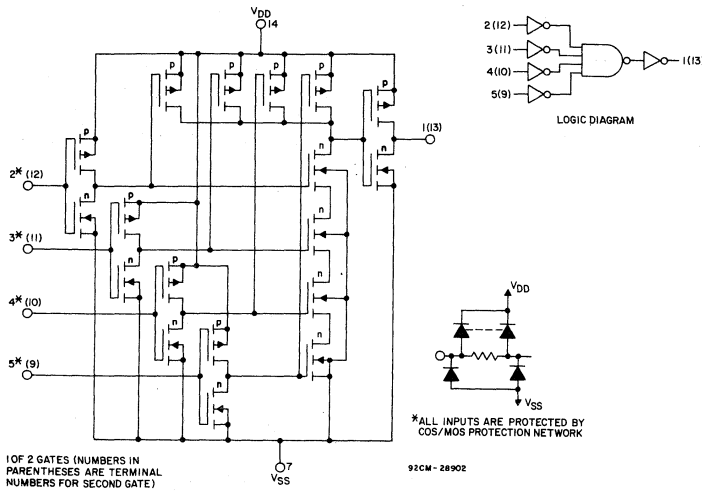 VDD
14
p
p
p
p
p
p
1(13)
n
n
2*(12)
n
p
3*(11)
n
n
p
4*(10)
n
n
p
n
5*(9)
n
7
VSS
1 OF 2 GATES (NUMBERS IN
PARENTHESES ARE TERMINAL
NUMBERS FOR SECOND GATE)
2(12)
3(11)
4(10)
5(9)
1(13)
LOGIC DIAGRAM
VDD
VSS
*ALL INPUTS ARE PROTECTED BY
COS/MOS PROTECTION NETWORK
92CM-28902